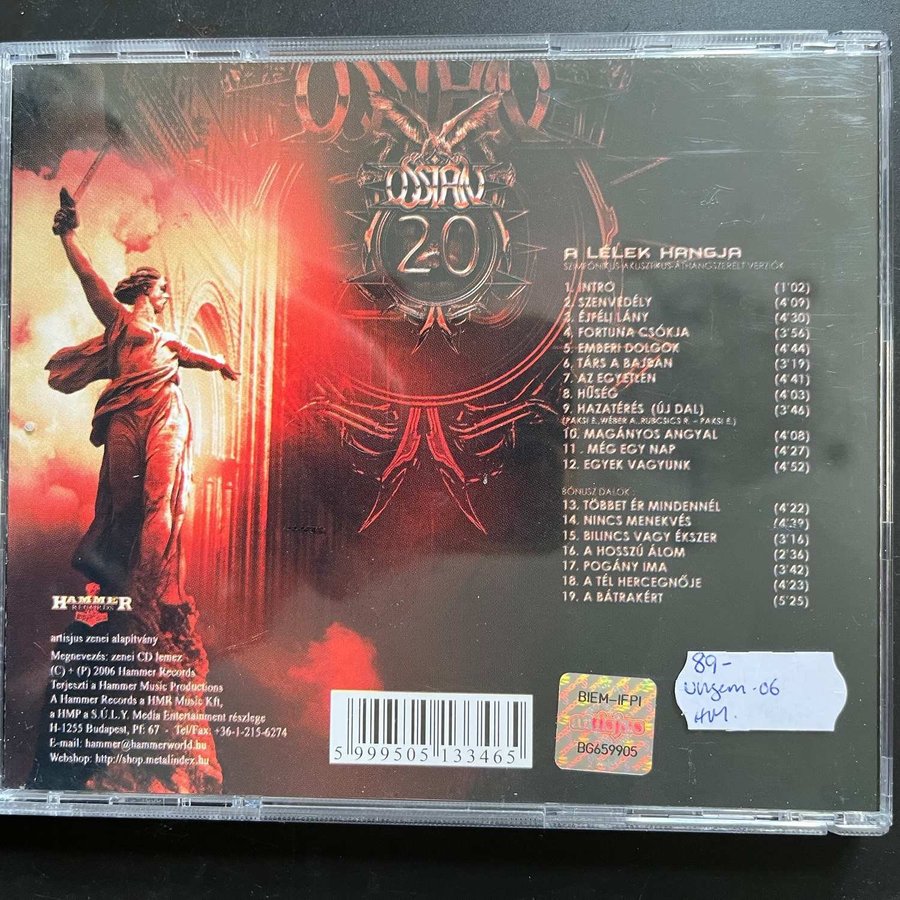 OSSIAN
OSSIAN
20
A LÉLEK HANGJA
SZIMFONIKUS-AKUSZTIKUS-ÁTHANGSZERELT VERZIÓK
1. INTRO (1'02)
2. SZENVEDÉLY (4'09)
3. ÉJFÉLI LÁNY (4'30)
4. FORTUNA CSÓKJA (3'56)
5. EMBERI DOLGOK (4'44)
6. TÁRS A BAJBAN (3'19)
7. AZ EGYETLEN (4'41)
8. HŰSÉG (4'03)
9. HAZATÉRÉS (ÚJ DAL) (3'46)
(PAKSI E., WÉBER A., RUBCSICS R. - PAKSI E.)
10. MAGÁNYOS ANGYAL (4'08)
11. MÉG EGY NAP (4'27)
12. EGYEK VAGYUNK (4'52)
BÓNUSZ DALOK
13. TÖBBET ÉR MINDENNÉL (4'22)
14. NINCS MENEKVÉS (4'39)
15. BILINCS VAGY ÉKSZER (3'16)
16. A HOSSZÚ ÁLOM (2'36)
17. POGÁNY IMA (3'42)
18. A TÉL HERCEGNŐJE (4'23)
19. A BÁTRAKÉRT (5'25)
HAMMER
RECORDS
artisjus zenei alapítvány
Megnevezés: zenei CD lemez
(C) + (P) 2006 Hammer Records
Terjeszti a Hammer Music Productions
A Hammer Records a HMR Music Kft,
a HMP a S.Ú.L.Y. Media Entertainment részlege
H-1255 Budapest, Pf: 67 - Tel/Fax: +36-1-215-6274
E-mail: hammer@hammerworld.hu
Webshop: http://shop.metalindex.hu
5 999505 133465
BIEM-IFPI
artisjus
BG659905
89-
Ungern -06
HM.